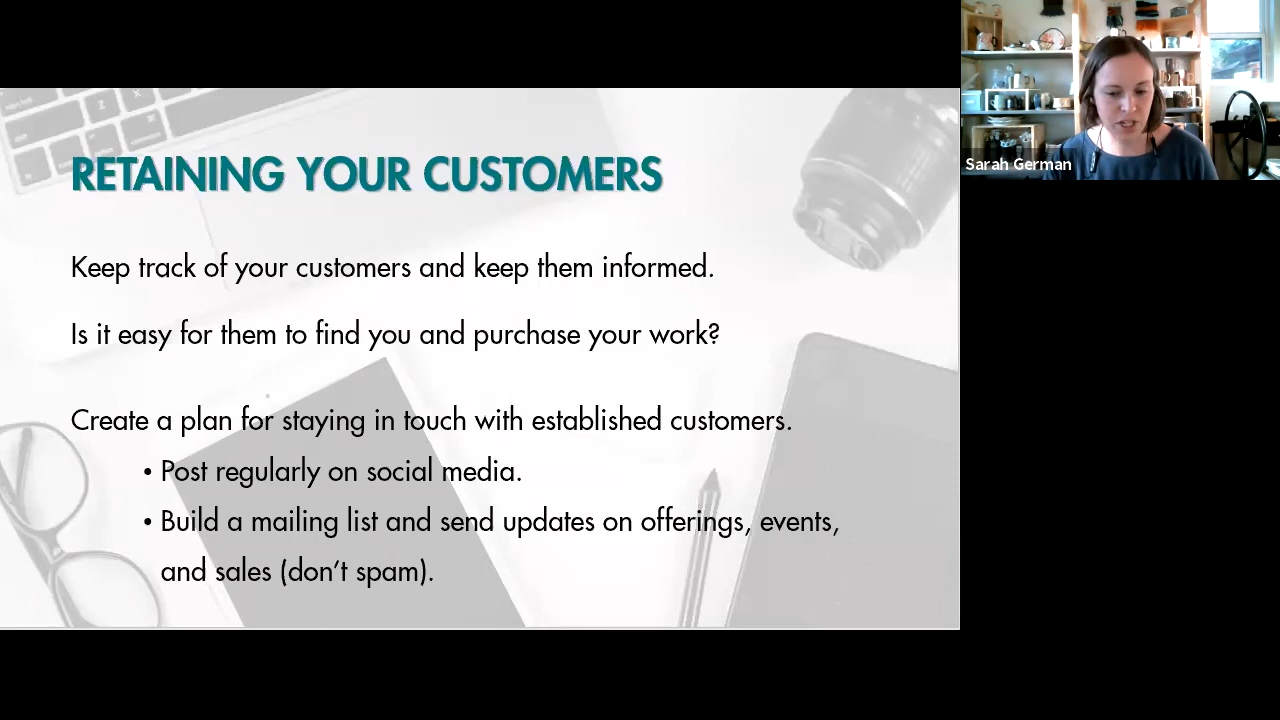 RETAINING YOUR CUSTOMERS
Keep track of your customers and keep them informed.
Is it easy for them to find you and purchase your work?
Create a plan for staying in touch with established customers.
• Post regularly on social media.
• Build a mailing list and send updates on offerings, events,
and sales (don’t spam).
Sarah German